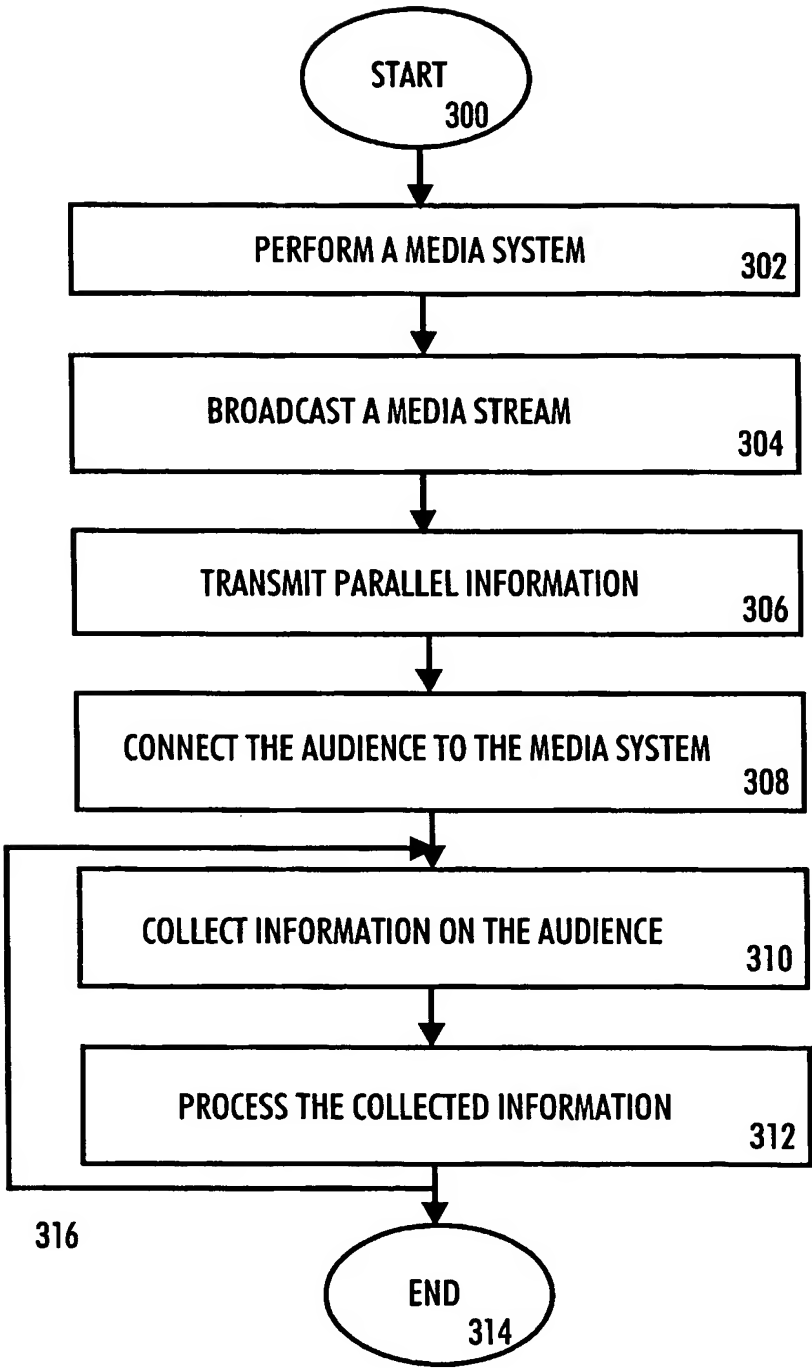 START
300
PERFORM A MEDIA SYSTEM
302
BROADCAST A MEDIA STREAM
304
TRANSMIT PARALLEL INFORMATION
306
CONNECT THE AUDIENCE TO THE MEDIA SYSTEM
308
COLLECT INFORMATION ON THE AUDIENCE
310
PROCESS THE COLLECTED INFORMATION
312
316
END
314